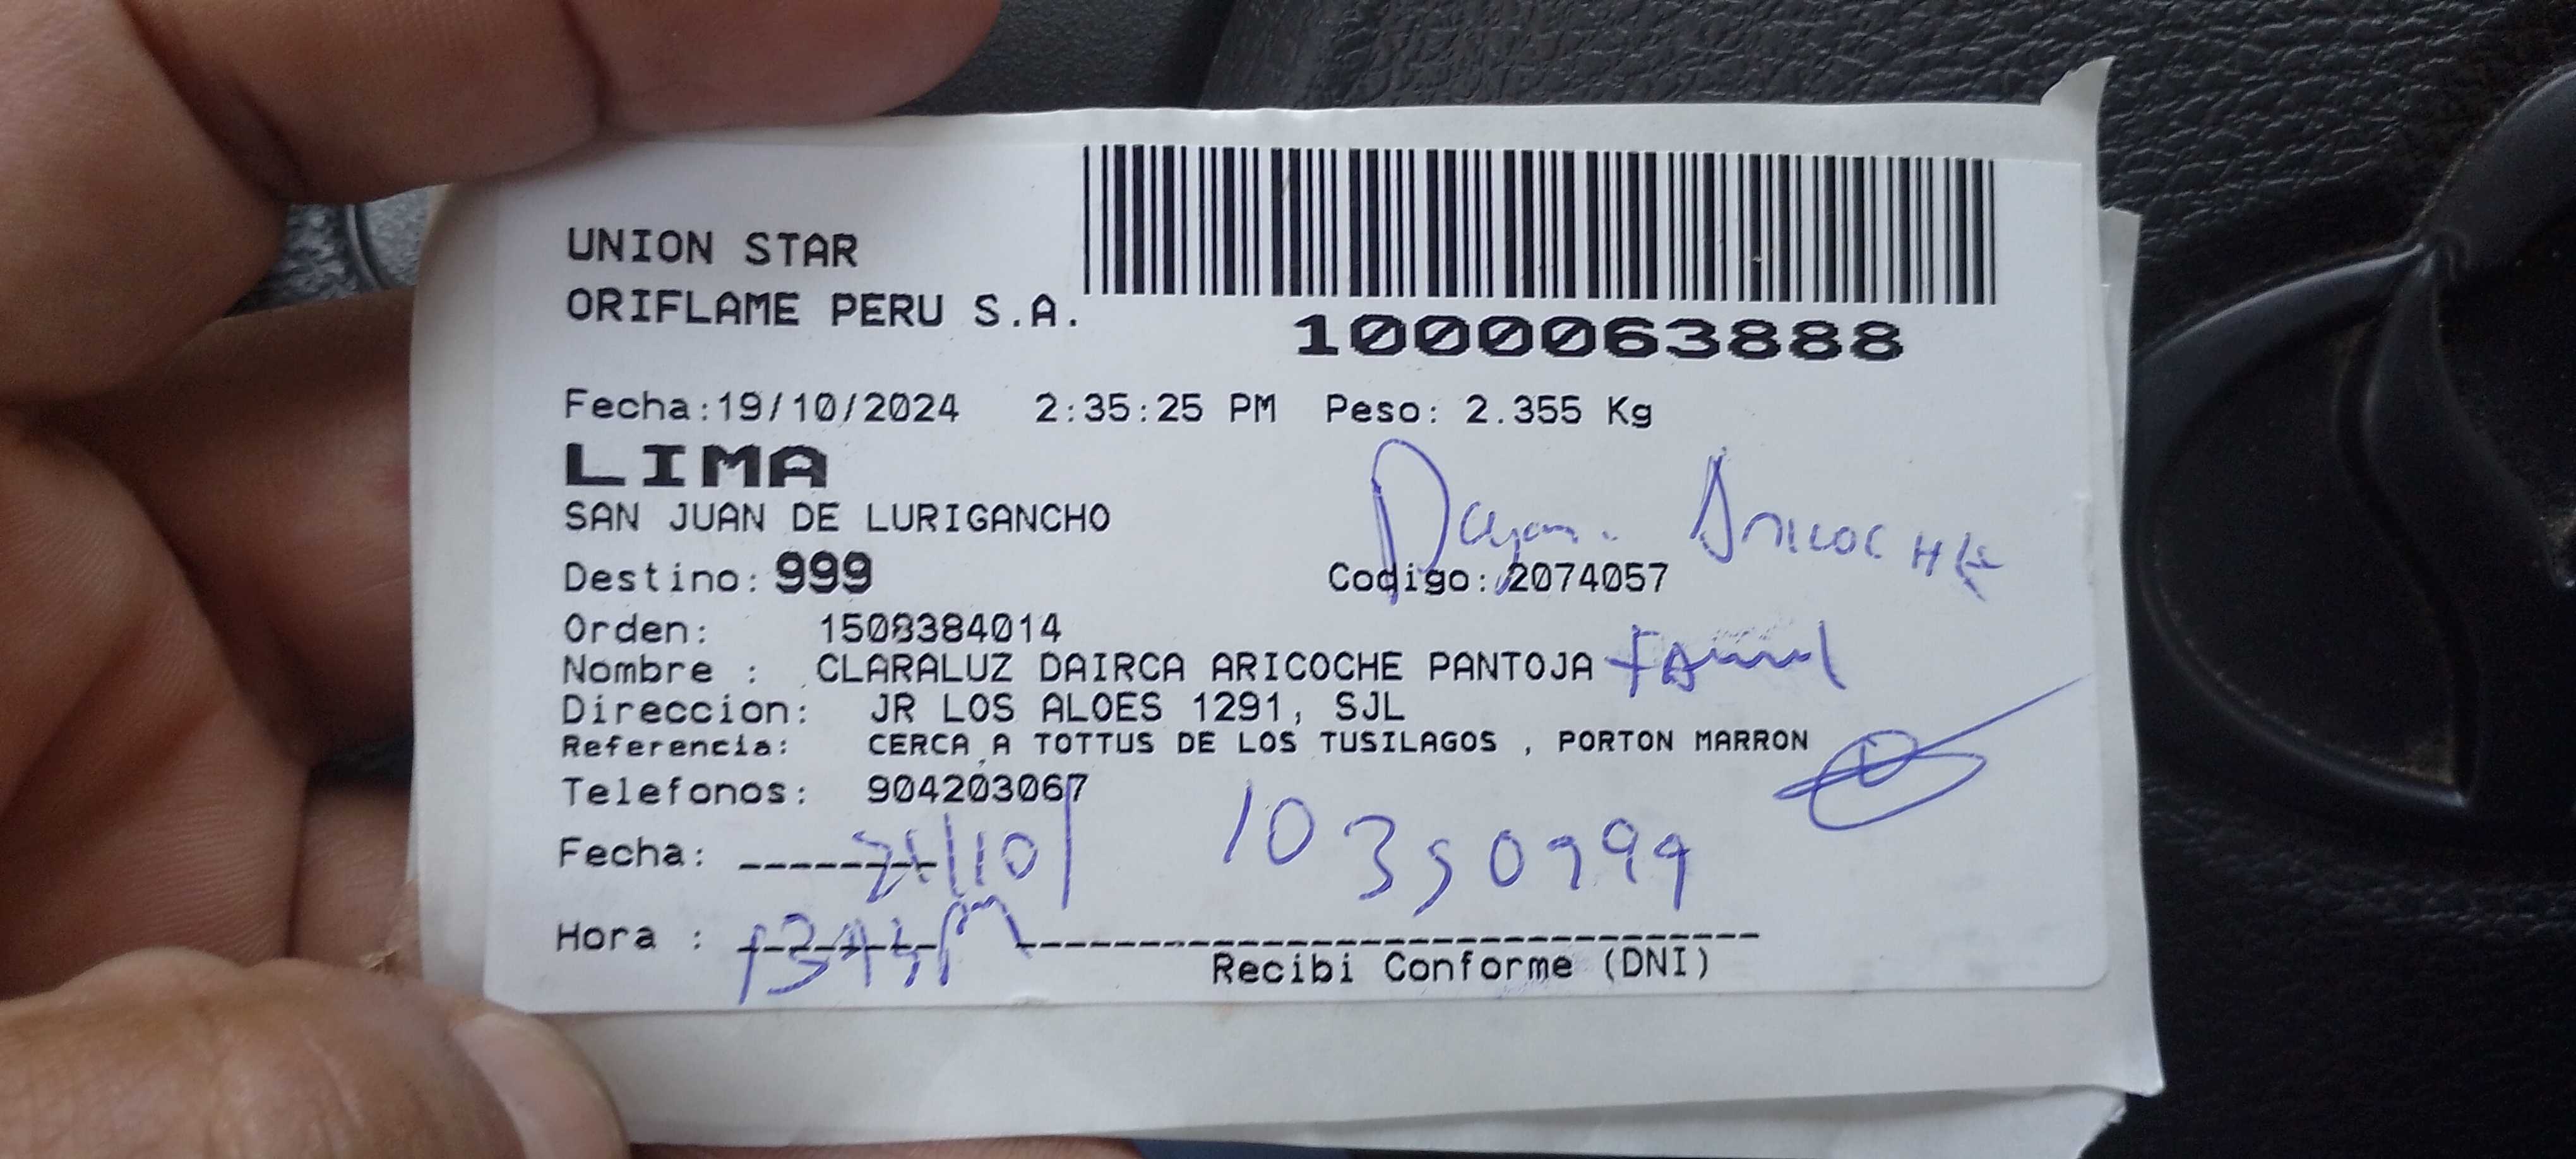 UNION STAR
ORIFLAME PERU S.A.
1000063888
Fecha:19/10/2024 2:35:25 PM Peso: 2.355 Kg
LIMA
SAN JUAN DE LURIGANCHO
Dayan. ARICOCHE
Destino: 999 Codigo: 2074057
Orden: 1508384014
Nombre : CLARALUZ DAIRCA ARICOCHE PANTOJA
Direccion: JR LOS ALOES 1291, SJL
Referencia: CERCA A TOTTUS DE LOS TUSILAGOS , PORTON MARRON
Telefonos: 904203067
Fecha: 21/10/ 10350999
Hora :
Recibi Conforme (DNI)